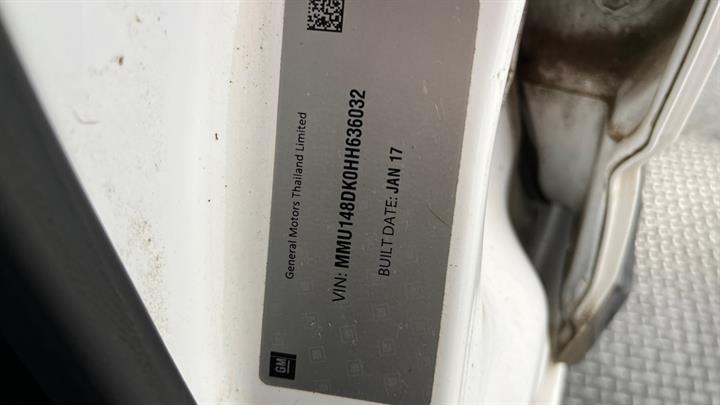 General Motors Thailand Limited
VIN: MMU148DK0HH636032
BUILT DATE: JAN 17
GM